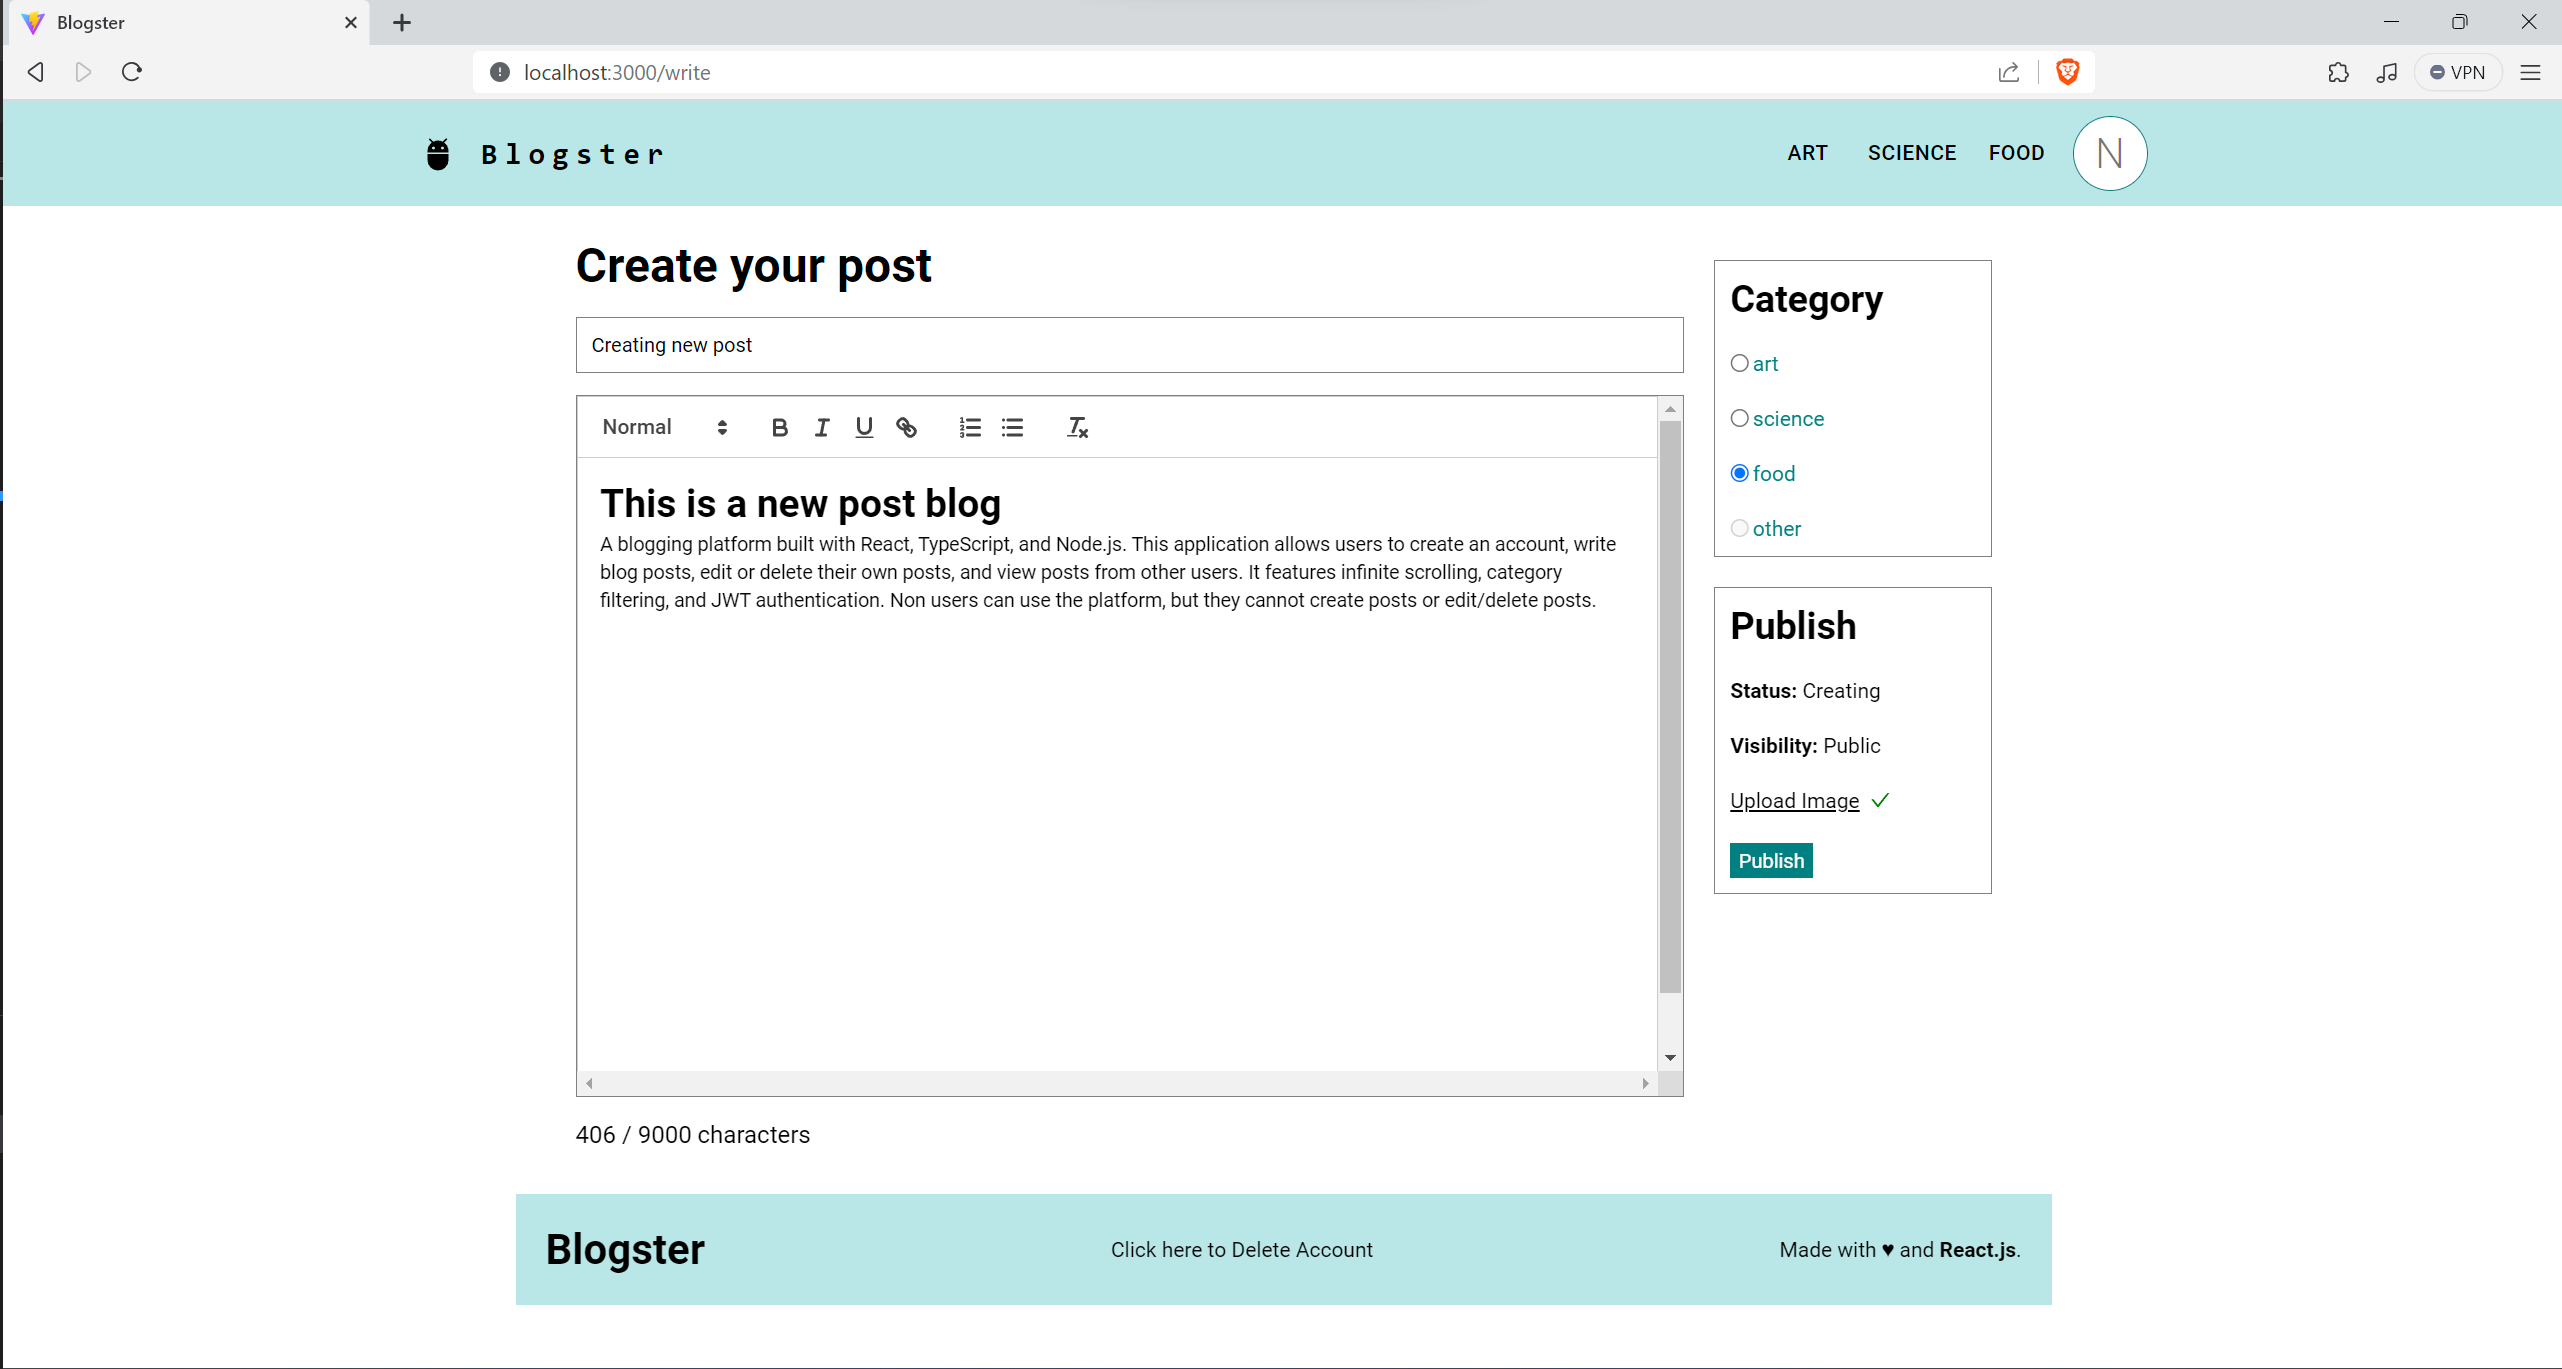 Blogster
localhost:3000/write
VPN
Blogster
ART SCIENCE FOOD N
Create your post
Creating new post
Normal
This is a new post blog
A blogging platform built with React, TypeScript, and Node.js. This application allows users to create an account, write
blog posts, edit or delete their own posts, and view posts from other users. It features infinite scrolling, category
filtering, and JWT authentication. Non users can use the platform, but they cannot create posts or edit/delete posts.
406 / 9000 characters
Category
art
science
food
other
Publish
Status: Creating
Visibility: Public
Upload Image ✓
Publish
Blogster
Click here to Delete Account
Made with ♥ and React.js.